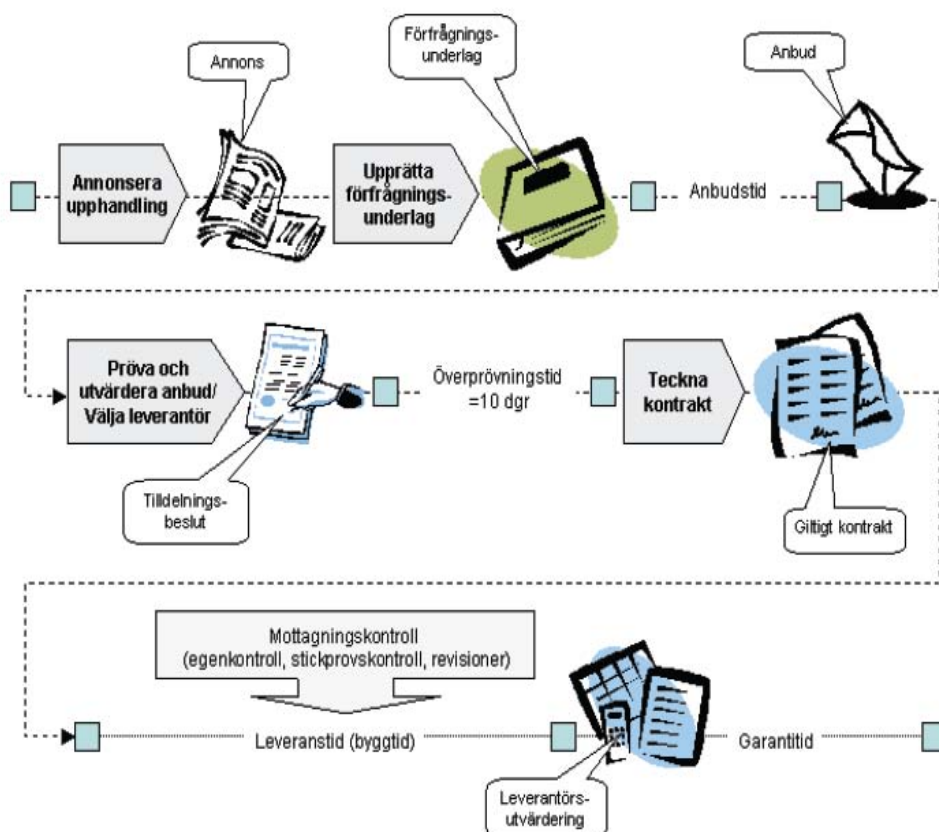 Annons
Förfrågnings-
underlag
Anbud
Annonsera
upphandling
Upprätta
förfrågnings-
underlag
Anbudstid
Pröva och
utvärdera anbud/
Välja leverantör
Överprövningstid
=10 dgr
Teckna
kontrakt
Tilldelnings-
beslut
Giltigt kontrakt
Mottagningskontroll
(egenkontroll, stickprovskontroll, revisioner)
Leveranstid (byggtid)
Garantitid
Leverantörs-
utvärdering